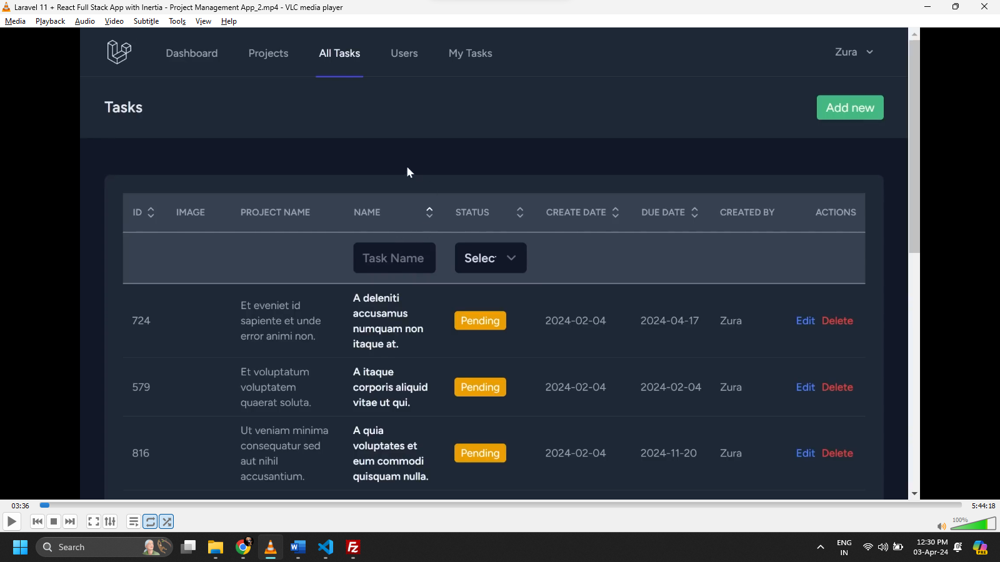 Laravel 11 + React Full Stack App with Inertia - Project Management App_2.mp4 - VLC media player
Media Playback Audio Video Subtitle Tools View Help
Dashboard Projects All Tasks Users My Tasks Zura
Tasks Add new
ID IMAGE PROJECT NAME NAME STATUS CREATE DATE DUE DATE CREATED BY ACTIONS
Task Name Selec
724 Et eveniet id sapiente et unde error animi non. A deleniti accusamus numquam non itaque at. Pending 2024-02-04 2024-04-17 Zura Edit Delete
579 Et voluptatum voluptatem quaerat soluta. A itaque corporis aliquid vitae ut qui. Pending 2024-02-04 2024-02-04 Zura Edit Delete
816 Ut veniam minima consequatur sed aut nihil accusantium. A quia voluptates et eum commodi quisquam nulla. Pending 2024-02-04 2024-11-20 Zura Edit Delete
03:36 5:44:18
100%
Search ENG 12:30 PM
IN 03-Apr-24
PRE